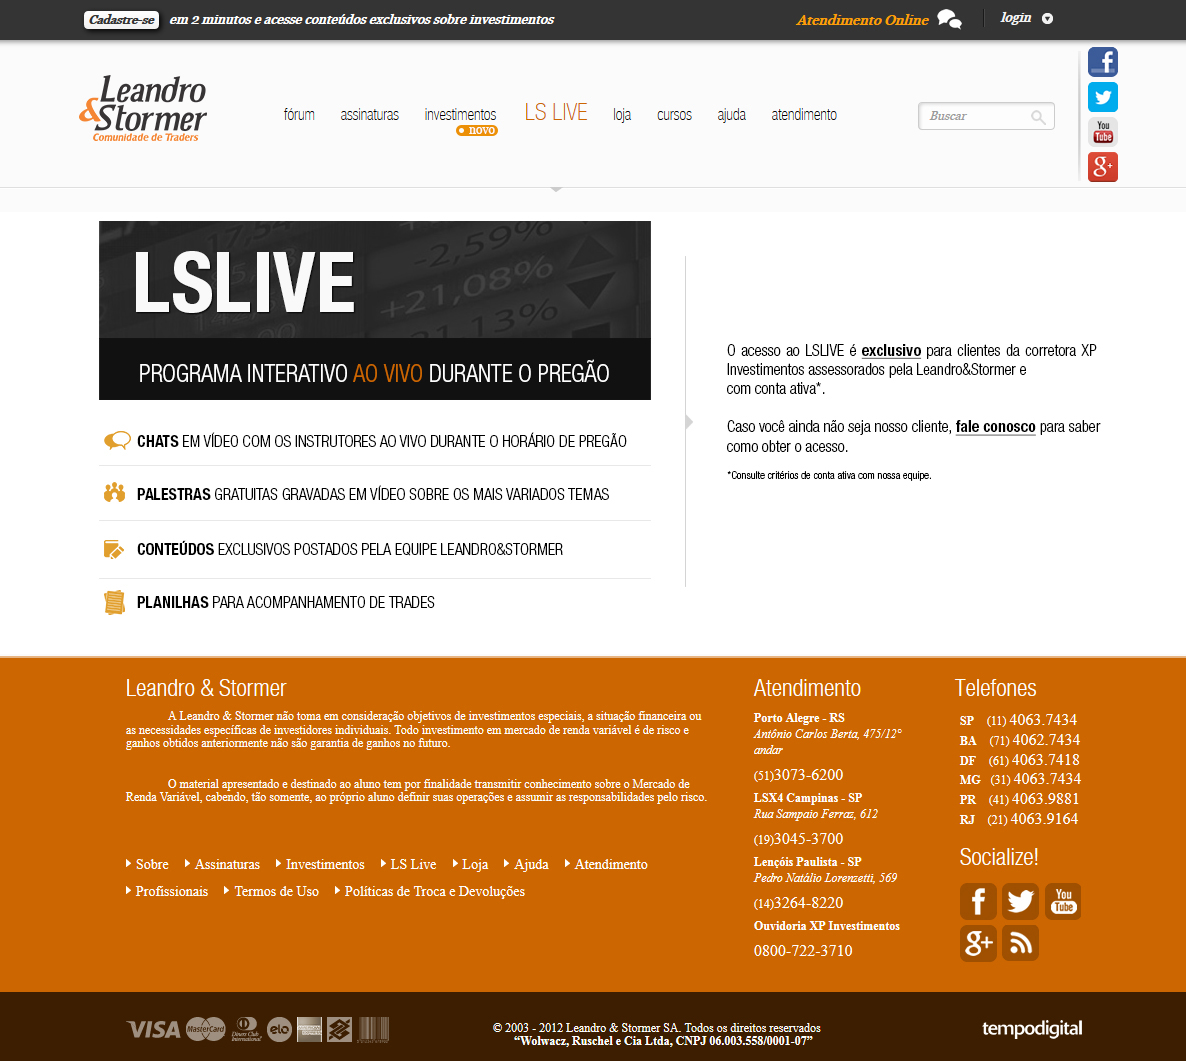 Cadastre-se em 2 minutos e acesse conteúdos exclusivos sobre investimentos
Atendimento Online
login
Leandro
&Stormer
Comunidade de Traders
fórum assinaturas investimentos LS LIVE loja cursos ajuda atendimento
novo
Buscar
You
Tube
g+
LSLIVE
-2,59%
+21,08%
PROGRAMA INTERATIVO AO VIVO DURANTE O PREGÃO
CHATS EM VÍDEO COM OS INSTRUTORES AO VIVO DURANTE O HORÁRIO DE PREGÃO
PALESTRAS GRATUITAS GRAVADAS EM VÍDEO SOBRE OS MAIS VARIADOS TEMAS
CONTEÚDOS EXCLUSIVOS POSTADOS PELA EQUIPE LEANDRO&STORMER
PLANILHAS PARA ACOMPANHAMENTO DE TRADES
O acesso ao LSLIVE é exclusivo para clientes da corretora XP
Investimentos assessorados pela Leandro&Stormer e
com conta ativa*.
Caso você ainda não seja nosso cliente, fale conosco para saber
como obter o acesso.
*Consulte critérios de conta ativa com nossa equipe.
Leandro & Stormer
A Leandro & Stormer não toma em consideração objetivos de investimentos especiais, a situação financeira ou
as necessidades específicas de investidores individuais. Todo investimento em mercado de renda variável é de risco e
ganhos obtidos anteriormente não são garantia de ganhos no futuro.
O material apresentado e destinado ao aluno tem por finalidade transmitir conhecimento sobre o Mercado de
Renda Variável, cabendo, tão somente, ao próprio aluno definir suas operações e assumir as responsabilidades pelo risco.
Sobre Assinaturas Investimentos LS Live Loja Ajuda Atendimento
Profissionais Termos de Uso Políticas de Troca e Devoluções
Atendimento
Porto Alegre - RS
Antônio Carlos Berta, 475/12°
andar
(51)3073-6200
LSX4 Campinas - SP
Rua Sampaio Ferraz, 612
(19)3045-3700
Lençóis Paulista - SP
Pedro Natálio Lorenzetti, 569
(14)3264-8220
Ouvidoria XP Investimentos
0800-722-3710
Telefones
SP (11) 4063.7434
BA (71) 4062.7434
DF (61) 4063.7418
MG (31) 4063.7434
PR (41) 4063.9881
RJ (21) 4063.9164
Socialize!
You
Tube
g+
VISA MasterCard Diners Club International elo
© 2003 - 2012 Leandro & Stormer SA. Todos os direitos reservados
“Wolwacz, Ruschel e Cia Ltda, CNPJ 06.003.558/0001-07”
tempodigital